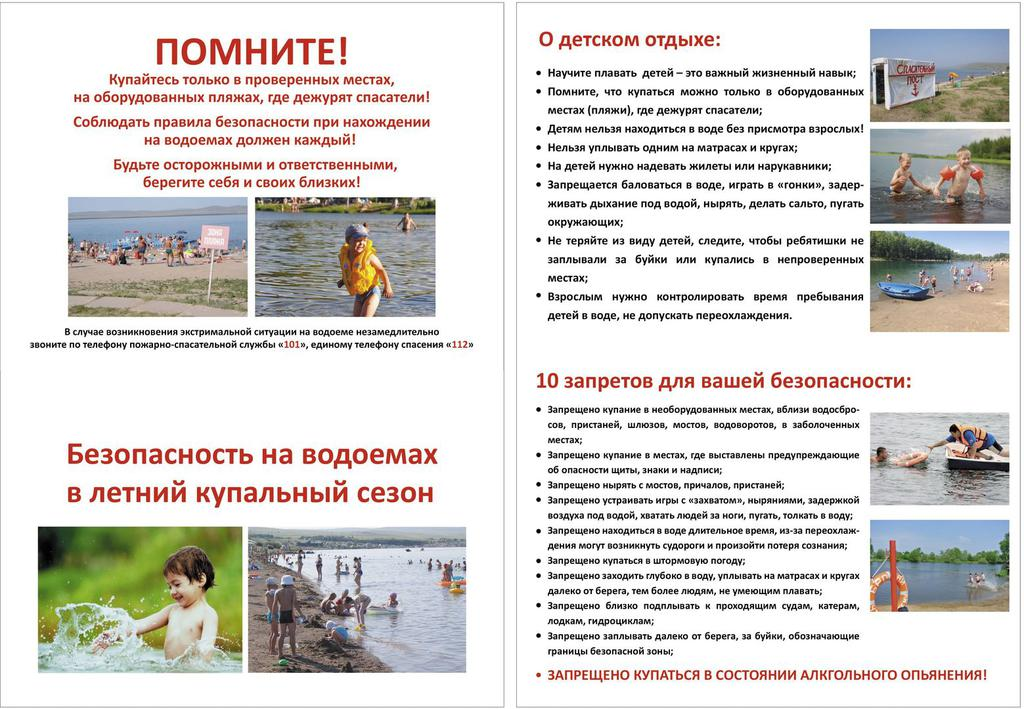 ПОМНИТЕ!
Купайтесь только в проверенных местах,
на оборудованных пляжах, где дежурят спасатели!
Соблюдать правила безопасности при нахождении
на водоемах должен каждый!
Будьте осторожными и ответственными,
берегите себя и своих близких!
ЗОНА
ПЛЯЖА
В случае возникновения экстримальной ситуации на водоеме незамедлительно
звоните по телефону пожарно-спасательной службы «101», единому телефону спасения «112»
Безопасность на водоемах
в летний купальный сезон
О детском отдыхе:
• Научите плавать детей – это важный жизненный навык;
• Помните, что купаться можно только в оборудованных
местах (пляжи), где дежурят спасатели;
• Детям нельзя находиться в воде без присмотра взрослых!
• Нельзя уплывать одним на матрасах и кругах;
• На детей нужно надевать жилеты или нарукавники;
• Запрещается баловаться в воде, играть в «гонки», задер-
живать дыхание под водой, нырять, делать сальто, пугать
окружающих;
• Не теряйте из виду детей, следите, чтобы ребятишки не
заплывали за буйки или купались в непроверенных
местах;
• Взрослым нужно контролировать время пребывания
детей в воде, не допускать переохлаждения.
СПАСАТЕЛЬНЫЙ
ПОСТ
10 запретов для вашей безопасности:
• Запрещено купание в необорудованных местах, вблизи водосбро-
сов, пристаней, шлюзов, мостов, водоворотов, в заболоченных
местах;
• Запрещено купание в местах, где выставлены предупреждающие
об опасности щиты, знаки и надписи;
• Запрещено нырять с мостов, причалов, пристаней;
• Запрещено устраивать игры с «захватом», ныряниями, задержкой
воздуха под водой, хватать людей за ноги, пугать, толкать в воду;
• Запрещено находиться в воде длительное время, из-за переохлаж-
дения могут возникнуть судороги и произойти потеря сознания;
• Запрещено купаться в штормовую погоду;
• Запрещено заходить глубоко в воду, уплывать на матрасах и кругах
далеко от берега, тем более людям, не умеющим плавать;
• Запрещено близко подплывать к проходящим судам, катерам,
лодкам, гидроциклам;
• Запрещено заплывать далеко от берега, за буйки, обозначающие
границы безопасной зоны;
• ЗАПРЕЩЕНО КУПАТЬСЯ В СОСТОЯНИИ АЛКГОЛЬНОГО ОПЬЯНЕНИЯ!